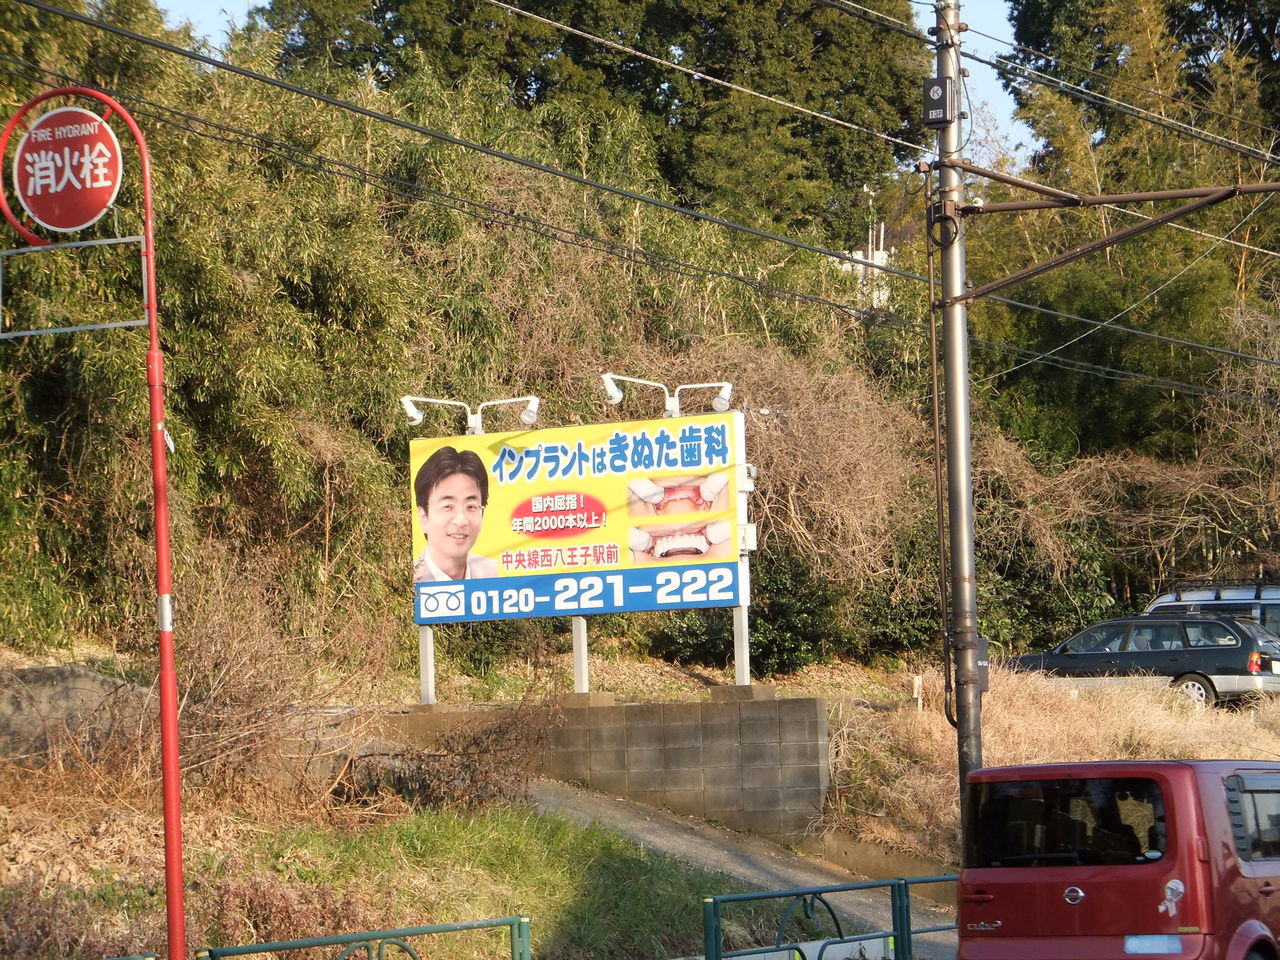 FIRE HYDRANT
消火栓
インプラントはきぬた歯科
国内屈指!
年間2000本以上!
中央線西八王子駅前
0120-221-222
K
CUBE